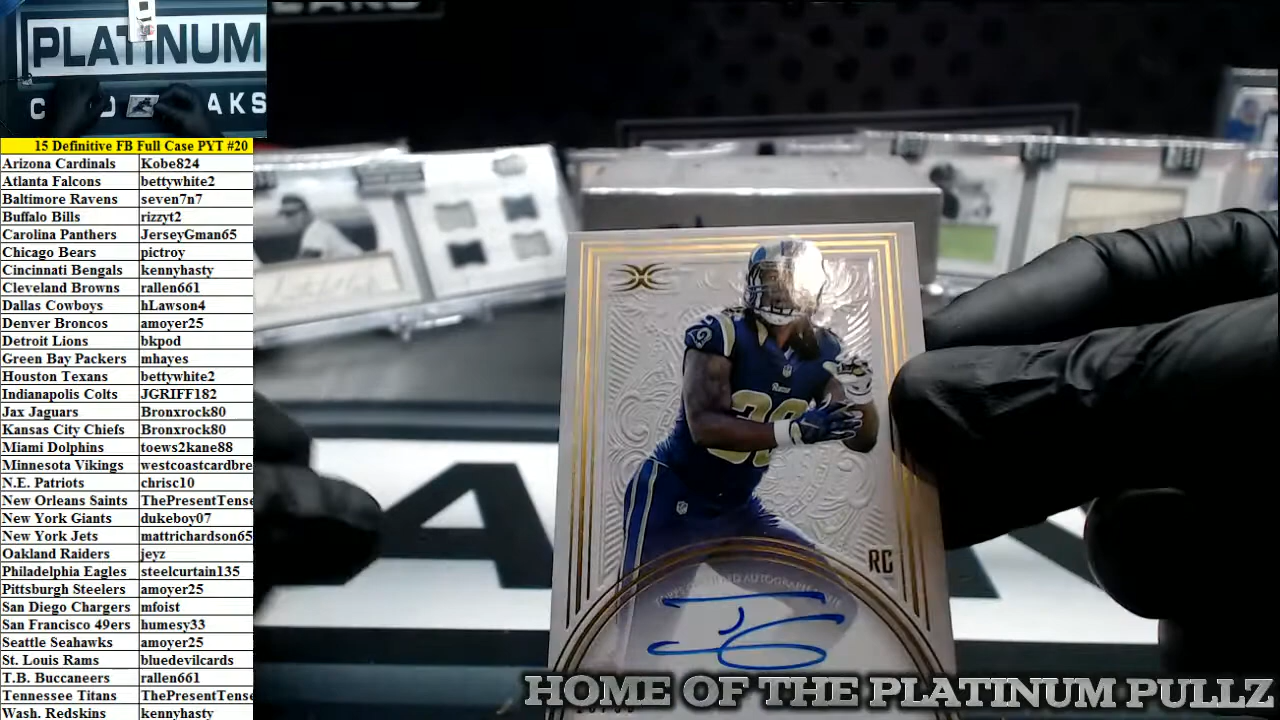 PLATINUM
C D AKS
15 Definitive FB Full Case PYT #20
Arizona Cardinals Kobe824
Atlanta Falcons bettywhite2
Baltimore Ravens seven7n7
Buffalo Bills rizzyt2
Carolina Panthers JerseyGman65
Chicago Bears pictroy
Cincinnati Bengals kennyhasty
Cleveland Browns rallen661
Dallas Cowboys hLawson4
Denver Broncos amoyer25
Detroit Lions bkpod
Green Bay Packers mhayes
Houston Texans bettywhite2
Indianapolis Colts JGRIFF182
Jax Jaguars Bronxrock80
Kansas City Chiefs Bronxrock80
Miami Dolphins toews2kane88
Minnesota Vikings westcoastcardbre
N.E. Patriots chrisc10
New Orleans Saints ThePresentTense
New York Giants dukeboy07
New York Jets mattrichardson65
Oakland Raiders jeyz
Philadelphia Eagles steelcurtain135
Pittsburgh Steelers amoyer25
San Diego Chargers mfoist
San Francisco 49ers humesy33
Seattle Seahawks amoyer25
St. Louis Rams bluedevilcards
T.B. Buccaneers rallen661
Tennessee Titans ThePresentTense
Wash. Redskins kennyhasty
RC
HOME OF THE PLATINUM PULLZ